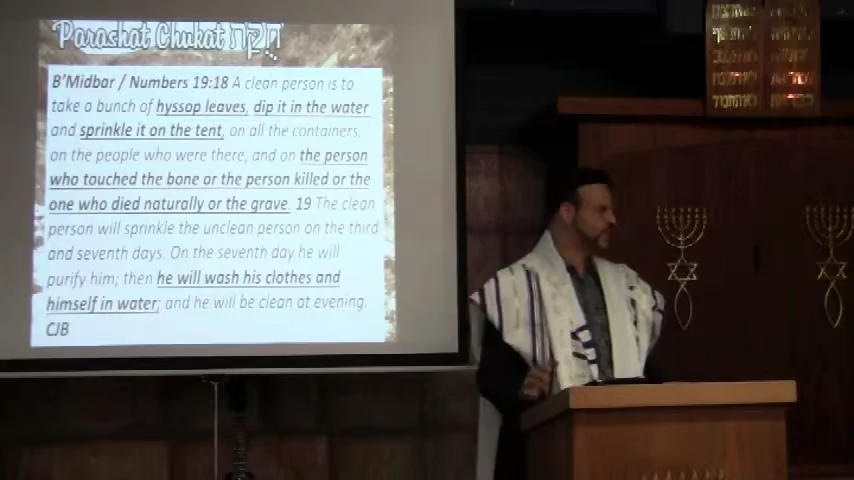 Parashat Chukat חֻקַּת
B'Midbar / Numbers 19:18 A clean person is to
take a bunch of hyssop leaves, dip it in the water
and sprinkle it on the tent, on all the containers,
on the people who were there, and on the person
who touched the bone or the person killed or the
one who died naturally or the grave. 19 The clean
person will sprinkle the unclean person on the third
and seventh days. On the seventh day he will
purify him; then he will wash his clothes and
himself in water; and he will be clean at evening.
CJB